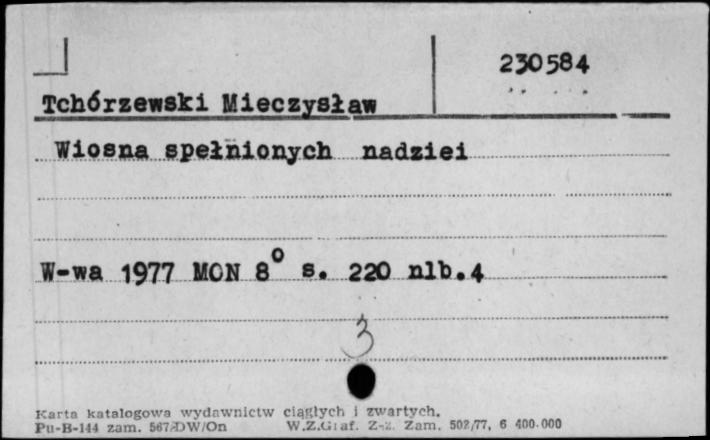 230584
Tchórzewski Mieczysław
Wiosna spełnionych nadziei
W-wa 1977 MON 8° s. 220 nlb.4
3
Karta katalogowa wydawnictw ciągłych i zwartych.
Pu-B-144 zam. 567/DW/On W.Z.Graf. Z-z. Zam. 502/77, 6 400.000